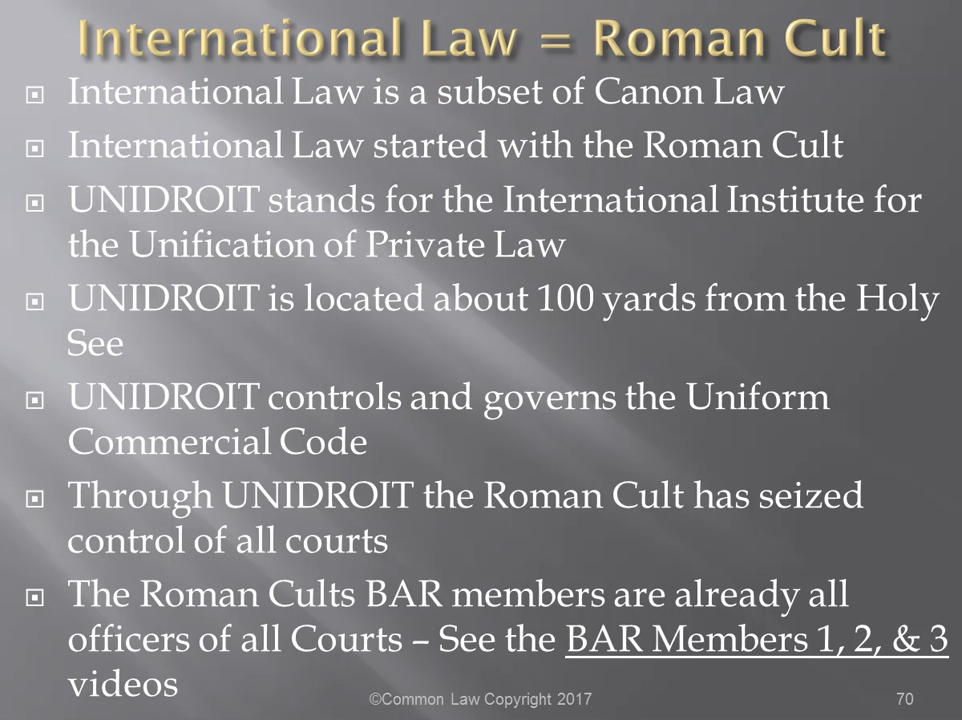 International Law = Roman Cult
International Law is a subset of Canon Law
International Law started with the Roman Cult
UNIDROIT stands for the International Institute for
the Unification of Private Law
UNIDROIT is located about 100 yards from the Holy
See
UNIDROIT controls and governs the Uniform
Commercial Code
Through UNIDROIT the Roman Cult has seized
control of all courts
The Roman Cults BAR members are already all
officers of all Courts – See the BAR Members 1, 2, & 3
videos
©Common Law Copyright 2017 70